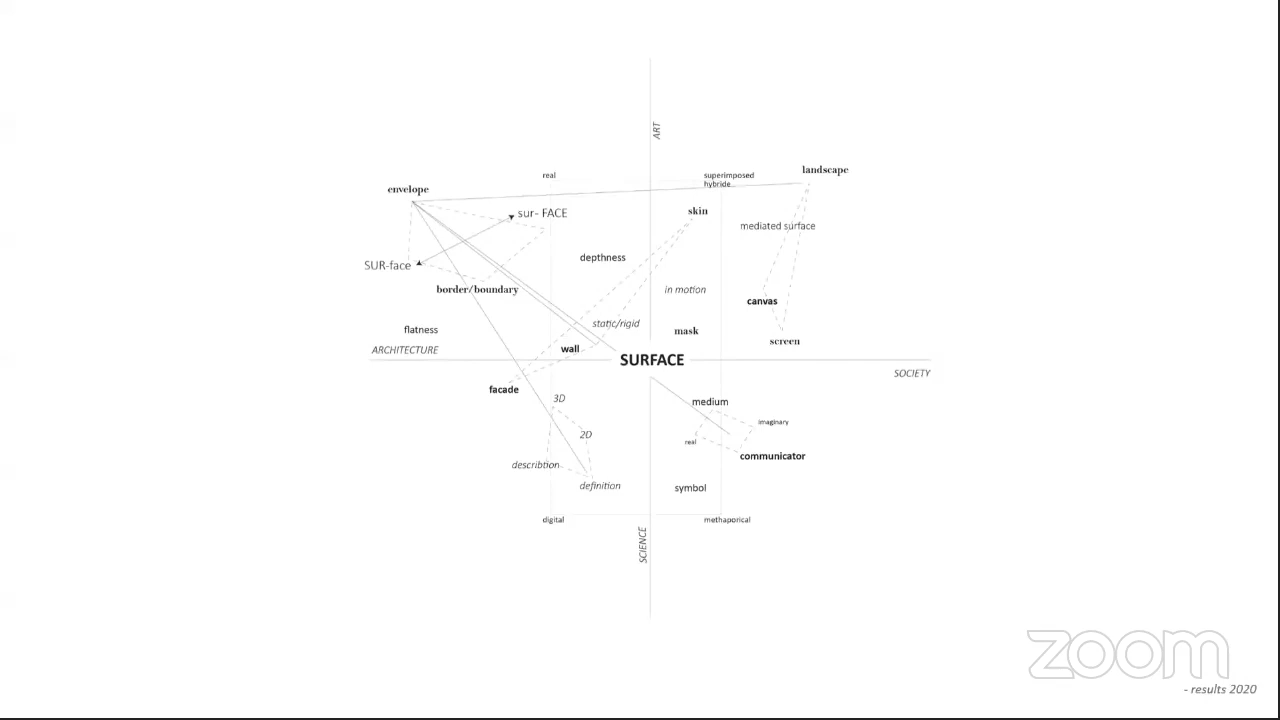 ART
landscape
real
superimposed
hybride
envelope
skin
sur- FACE
mediated surface
depthness
SUR-face
border/boundary
in motion
canvas
static/rigid
flatness
mask
screen
ARCHITECTURE
wall
SURFACE
SOCIETY
facade
3D
medium
imaginary
2D
real
communicator
describtion
definition
symbol
digital
methaporical
SCIENCE
zoom
- results 2020